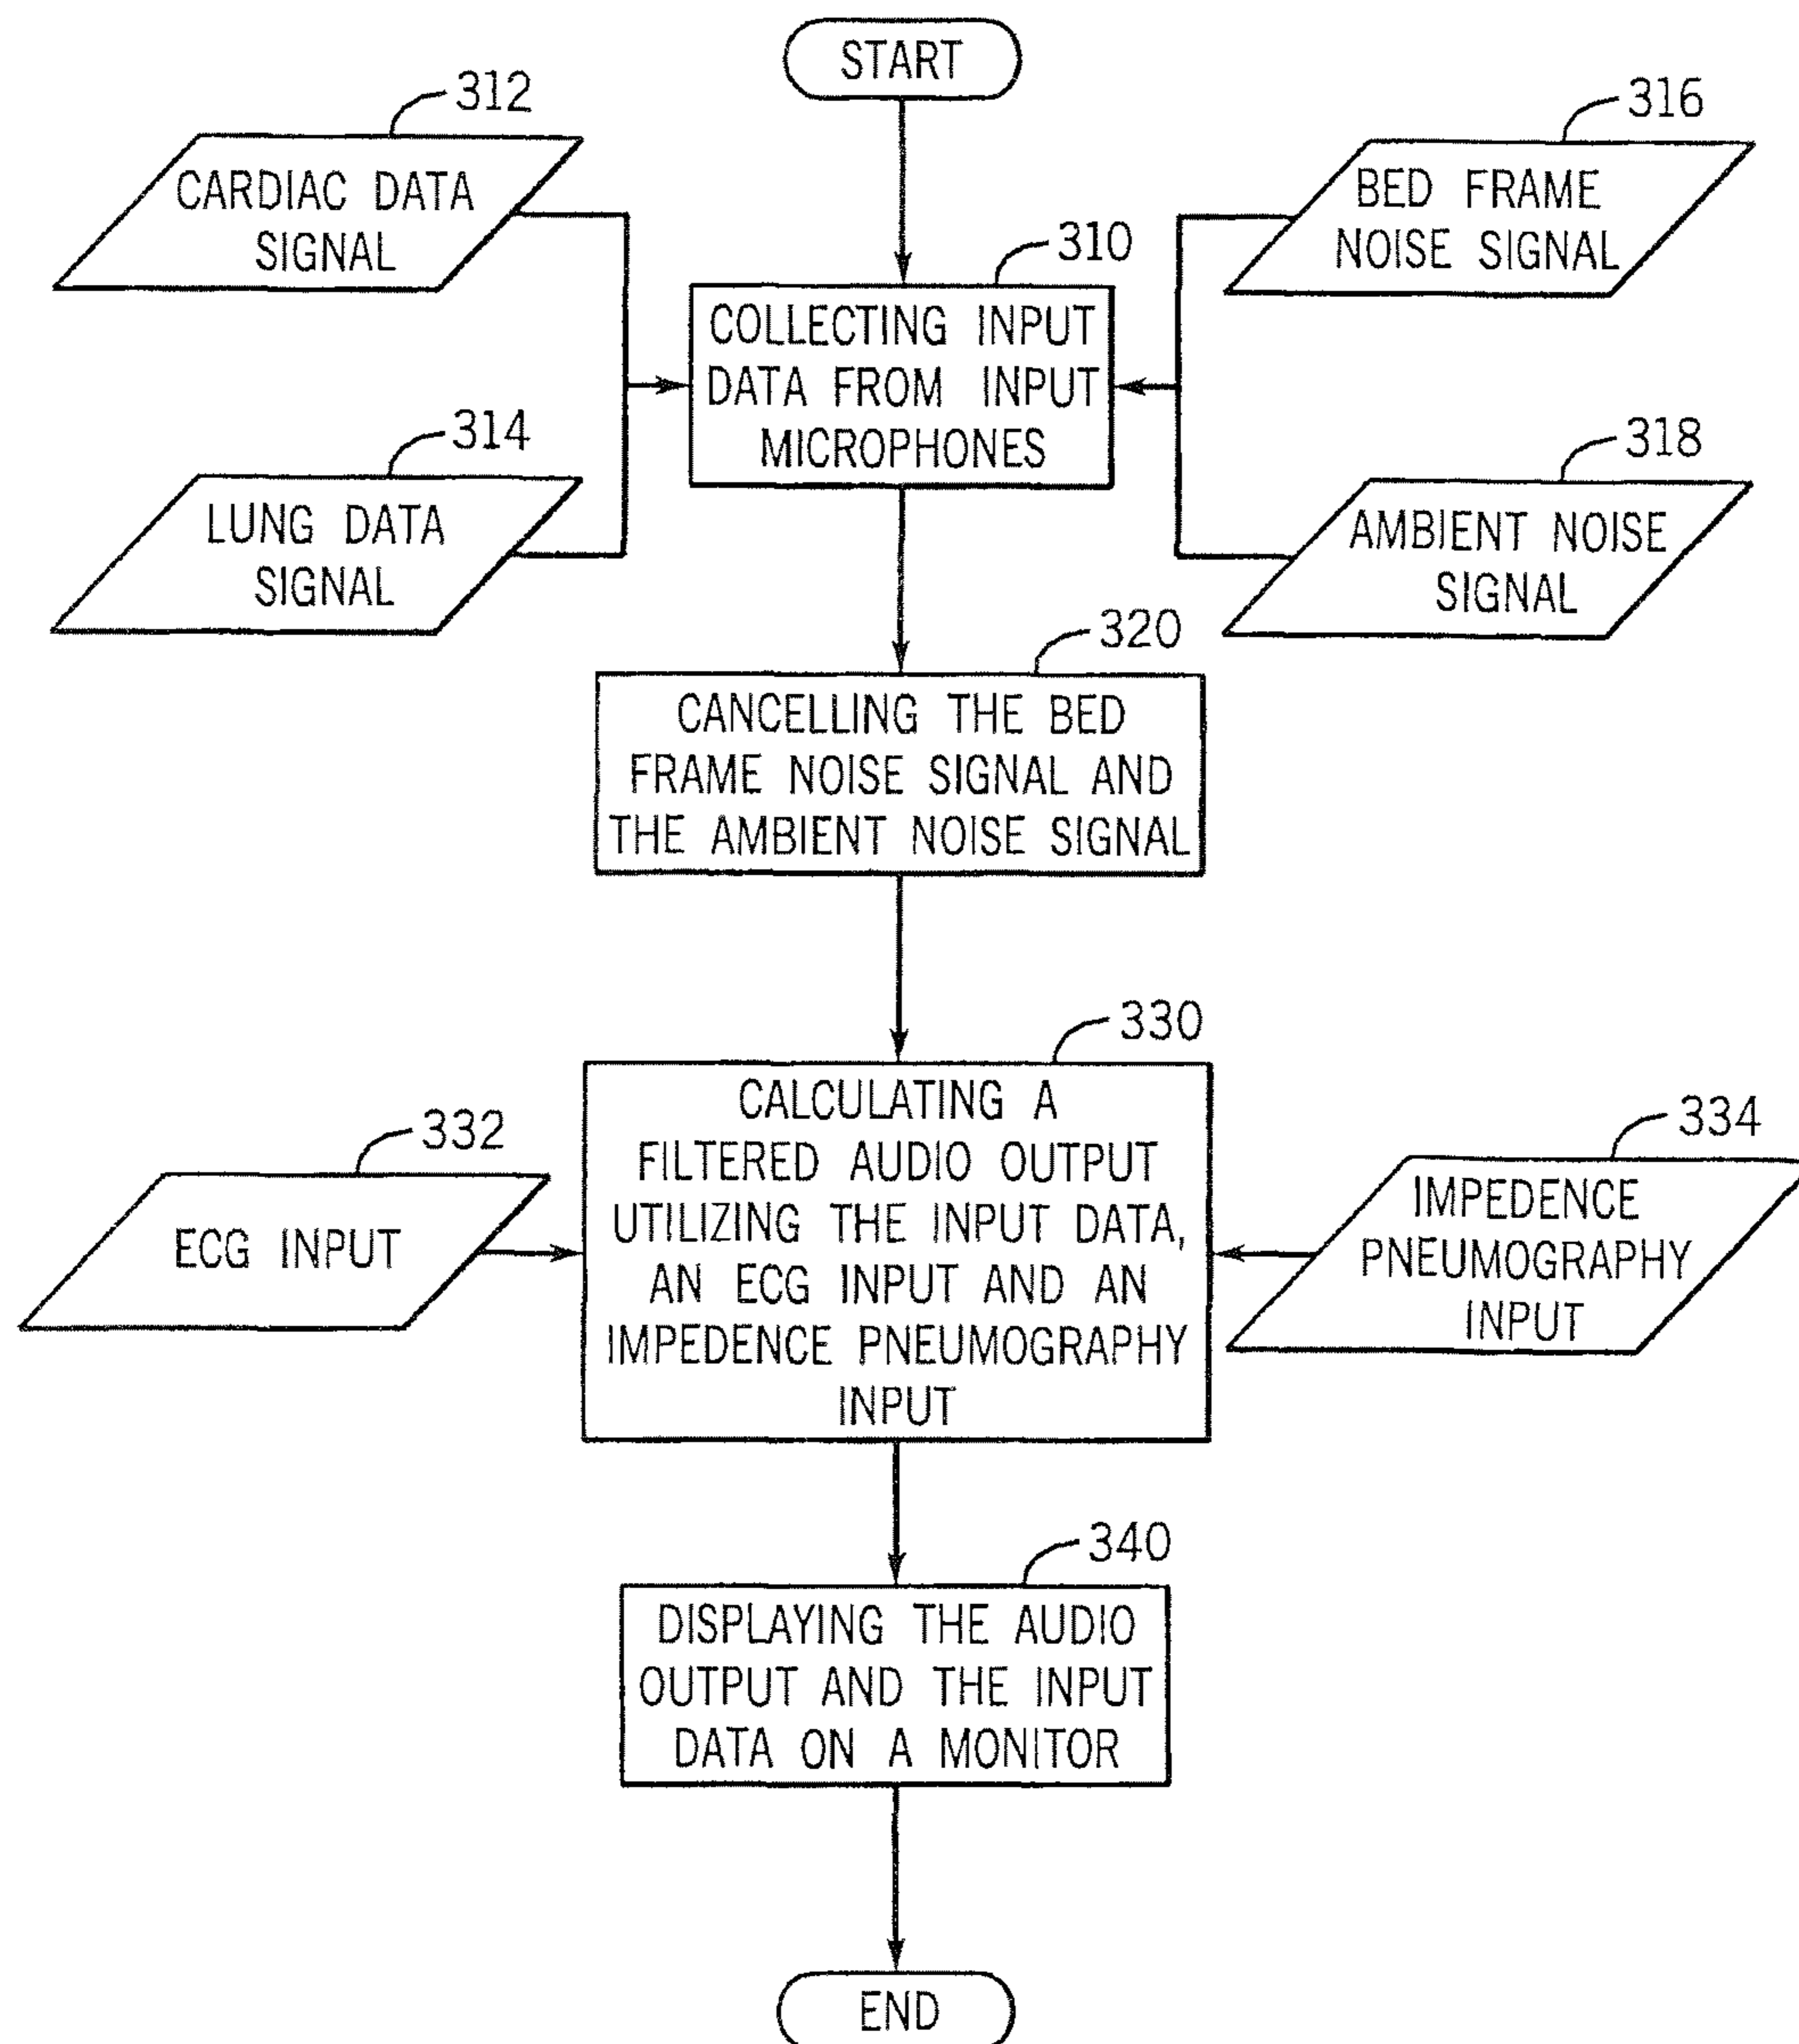 START
312
CARDIAC DATA
SIGNAL
316
BED FRAME
NOISE SIGNAL
310
COLLECTING INPUT
DATA FROM INPUT
MICROPHONES
314
LUNG DATA
SIGNAL
318
AMBIENT NOISE
SIGNAL
320
CANCELLING THE BED
FRAME NOISE SIGNAL AND
THE AMBIENT NOISE SIGNAL
330
CALCULATING A
FILTERED AUDIO OUTPUT
UTILIZING THE INPUT DATA,
AN ECG INPUT AND AN
IMPEDENCE PNEUMOGRAPHY
INPUT
332
ECG INPUT
334
IMPEDENCE
PNEUMOGRAPHY
INPUT
340
DISPLAYING THE AUDIO
OUTPUT AND THE INPUT
DATA ON A MONITOR
END